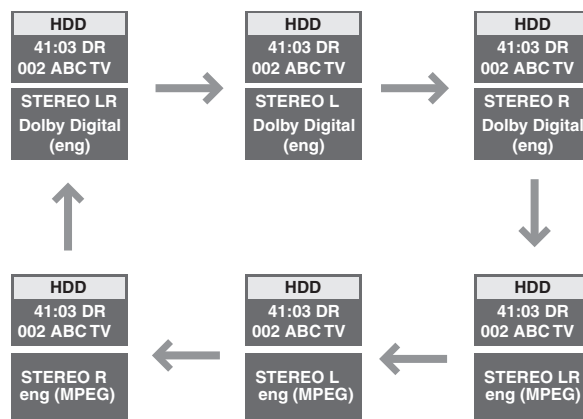 HDD
41:03 DR
002 ABC TV
STEREO LR
Dolby Digital
(eng)
HDD
41:03 DR
002 ABC TV
STEREO L
Dolby Digital
(eng)
HDD
41:03 DR
002 ABC TV
STEREO R
Dolby Digital
(eng)
HDD
41:03 DR
002 ABC TV
STEREO R
eng (MPEG)
HDD
41:03 DR
002 ABC TV
STEREO L
eng (MPEG)
HDD
41:03 DR
002 ABC TV
STEREO LR
eng (MPEG)